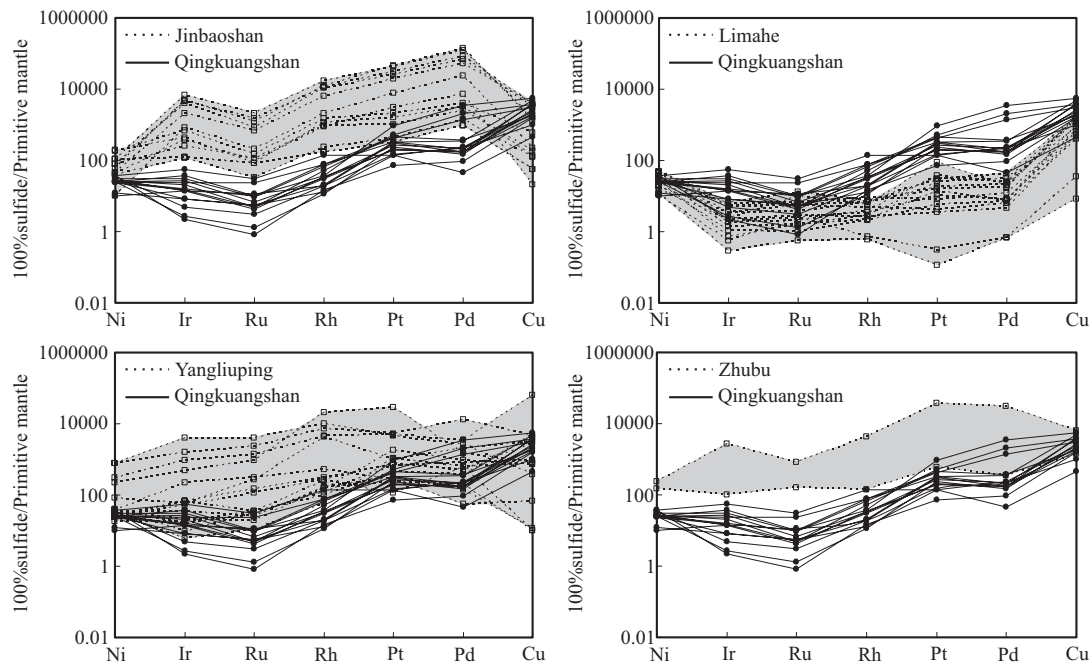 1000000
10000
100
1
0.01
100%sulfide/Primitive mantle
Jinbaoshan
Qingkuangshan
Ni Ir Ru Rh Pt Pd Cu
1000000
10000
100
1
0.01
100%sulfide/Primitive mantle
Limahe
Qingkuangshan
Ni Ir Ru Rh Pt Pd Cu
1000000
10000
100
1
0.01
100%sulfide/Primitive mantle
Yangliuping
Qingkuangshan
Ni Ir Ru Rh Pt Pd Cu
1000000
10000
100
1
0.01
100%sulfide/Primitive mantle
Zhubu
Qingkuangshan
Ni Ir Ru Rh Pt Pd Cu